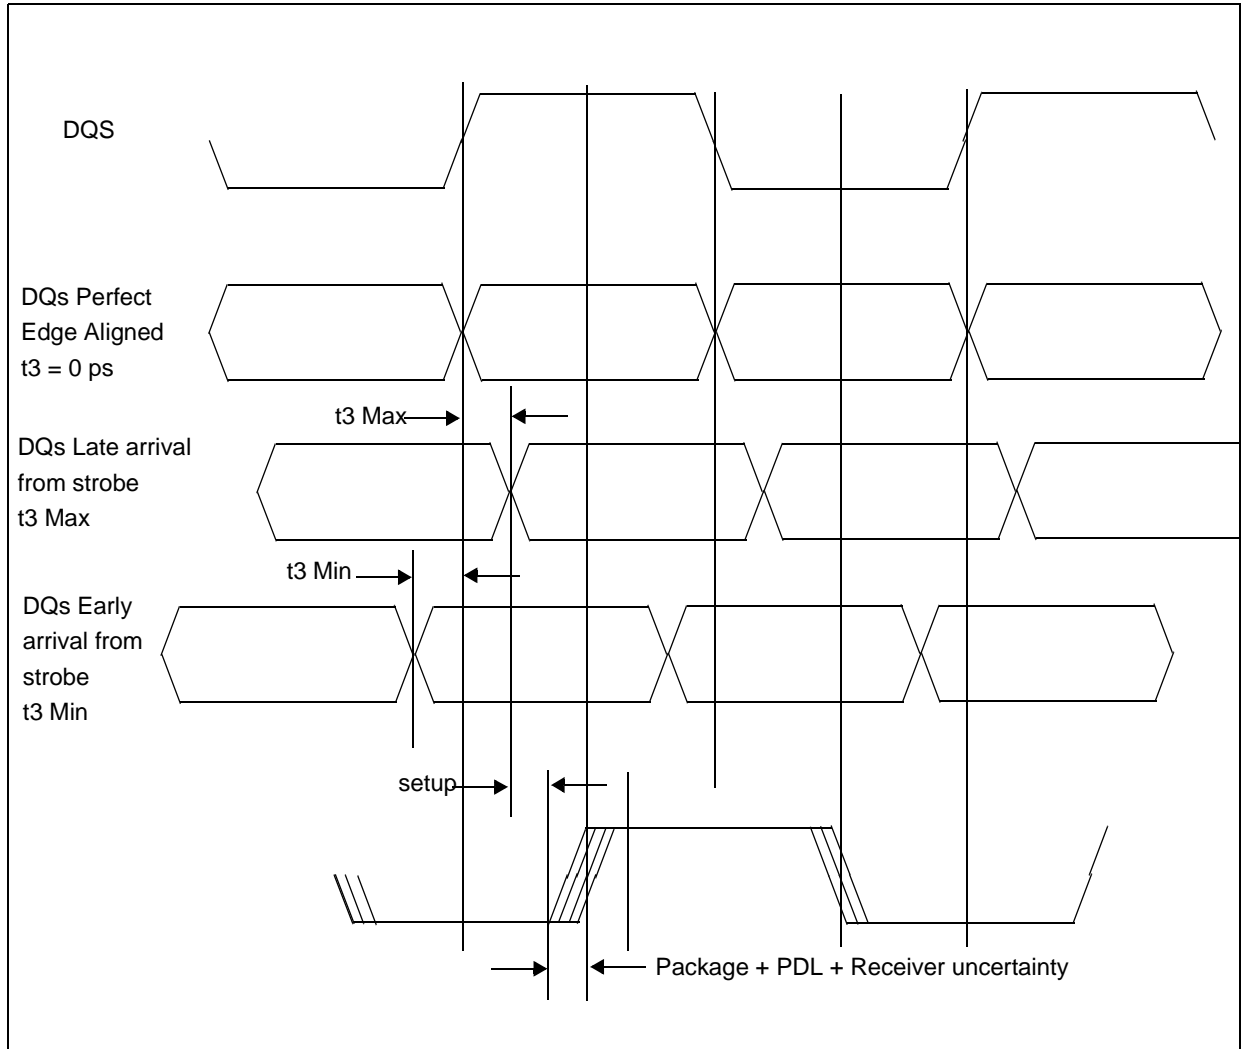 DQS
DQs Perfect
Edge Aligned
t3 = 0 ps
t3 Max
DQs Late arrival
from strobe
t3 Max
t3 Min
DQs Early
arrival from
strobe
t3 Min
setup
Package + PDL + Receiver uncertainty